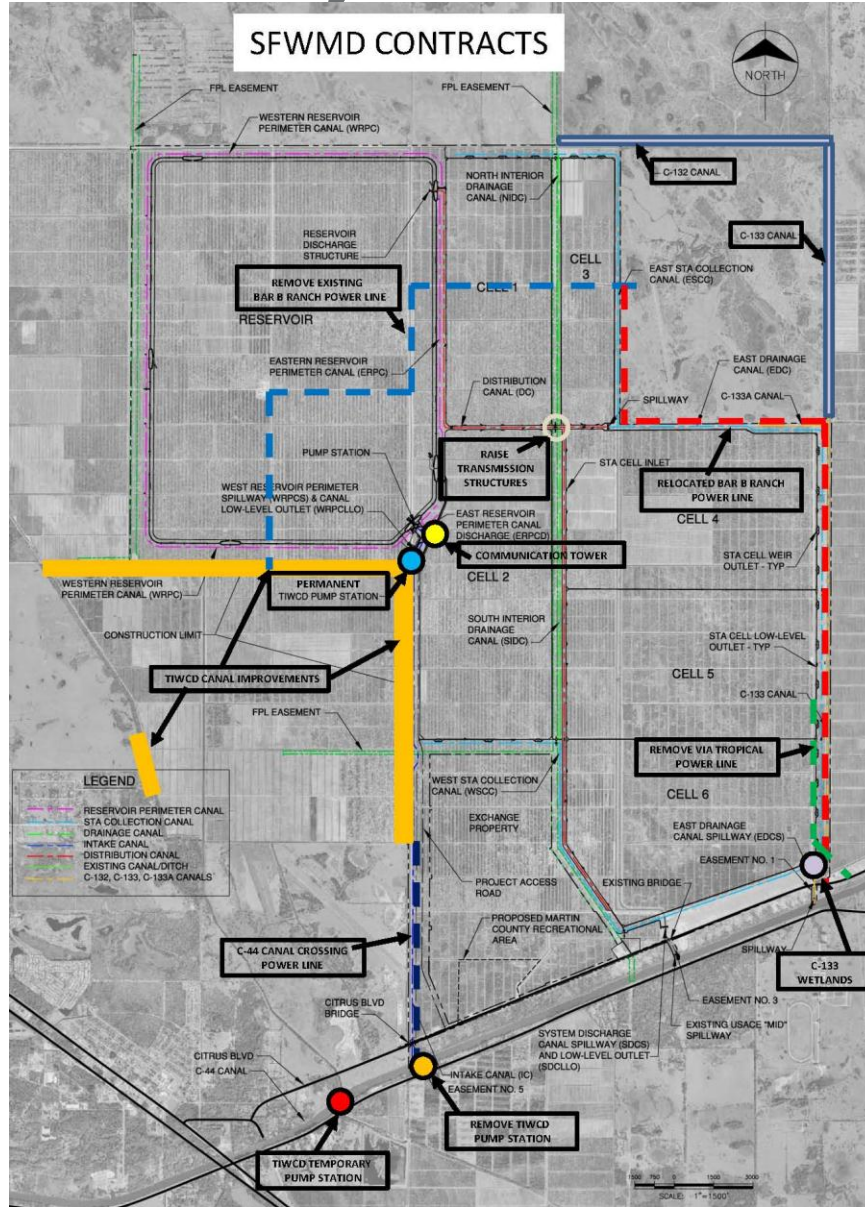 SFWMD CONTRACTS
NORTH
FPL EASEMENT
FPL EASEMENT
WESTERN RESERVOIR
PERIMETER CANAL (WRPC)
C-132 CANAL
NORTH INTERIOR
DRAINAGE
CANAL (NIDC)
RESERVOIR
DISCHARGE
STRUCTURE
C-133 CANAL
CELL
3
REMOVE EXISTING
BAR B RANCH POWER LINE
CELL 1
EAST STA COLLECTION
CANAL (ESCC)
RESERVOIR
EASTERN RESERVOIR
PERIMETER CANAL (ERPC)
EAST DRAINAGE
CANAL (EDC)
DISTRIBUTION
CANAL (DC)
SPILLWAY
C-133A CANAL
PUMP STATION
RAISE
TRANSMISSION
STRUCTURES
STA CELL INLET
RELOCATED BAR B RANCH
POWER LINE
WEST RESERVOIR PERIMETER
SPILLWAY (WRPCS) & CANAL
LOW-LEVEL OUTLET (WRPCLLO)
EAST RESERVOIR
PERIMETER CANAL
DISCHARGE (ERPCD)
CELL 4
COMMUNICATION TOWER
STA CELL WEIR
OUTLET - TYP
WESTERN RESERVOIR
PERIMETER CANAL (WRPC)
PERMANENT
TIWCD PUMP STATION
CELL 2
CONSTRUCTION LIMIT
SOUTH INTERIOR
DRAINAGE
CANAL (SIDC)
STA CELL LOW-LEVEL
OUTLET - TYP
TIWCD CANAL IMPROVEMENTS
CELL 5
C-133 CANAL
FPL EASEMENT
REMOVE VIA TROPICAL
POWER LINE
WEST STA COLLECTION
CANAL (WSCC)
CELL 6
LEGEND
RESERVOIR PERIMETER CANAL
STA COLLECTION CANAL
DRAINAGE CANAL
INTAKE CANAL
DISTRIBUTION CANAL
EXISTING CANAL/DITCH
C-132, C-133, C-133A CANALS
EXCHANGE
PROPERTY
EAST DRAINAGE
CANAL SPILLWAY (EDCS)
EASEMENT NO. 1
PROJECT ACCESS
ROAD
EXISTING BRIDGE
PROPOSED MARTIN
COUNTY RECREATIONAL
AREA
C-44 CANAL CROSSING
POWER LINE
SPILLWAY
C-133
WETLANDS
CITRUS BLVD
BRIDGE
EASEMENT NO. 3
EXISTING USACE "MID"
SPILLWAY
SYSTEM DISCHARGE
CANAL SPILLWAY (SDCS)
AND LOW-LEVEL OUTLET
(SDCLLO)
CITRUS BLVD
C-44 CANAL
INTAKE CANAL (IC)
EASEMENT NO. 5
REMOVE TIWCD
PUMP STATION
TIWCD TEMPORARY
PUMP STATION
1500 750 0 1500 3000
SCALE: 1"=1500'